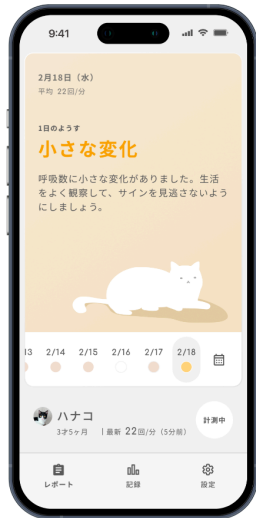 9:41
2月18日（水）
平均 22回/分
1日のようす
小さな変化
呼吸数に小さな変化がありました。生活
をよく観察して、サインを見逃さないよう
にしましょう。
13 2/14 2/15 2/16 2/17 2/18
ハナコ
3才5ヶ月 | 最新 22回/分（5分前）
計測中
レポート 記録 設定